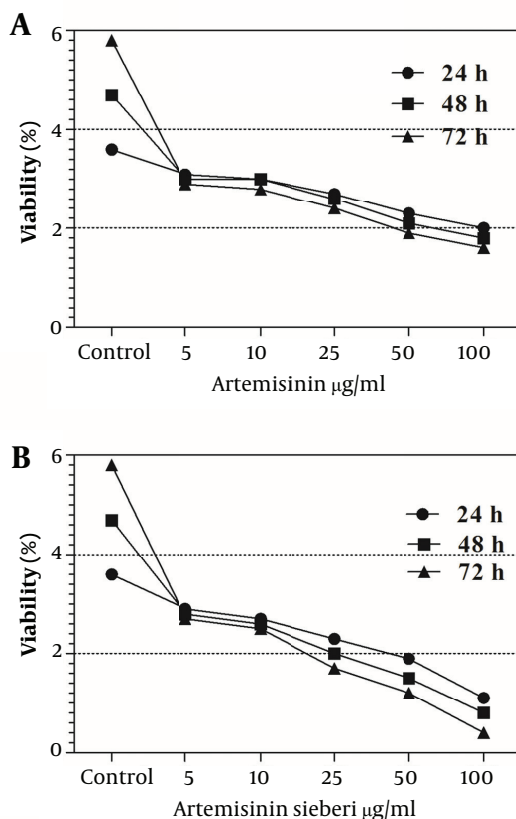 A
6
24 h
48 h
72 h
4
Viability (%)
2
0
Control 5 10 25 50 100
Artemisinin µg/ml
B
6
24 h
48 h
72 h
4
Viability (%)
2
0
Control 5 10 25 50 100
Artemisinin sieberi µg/ml